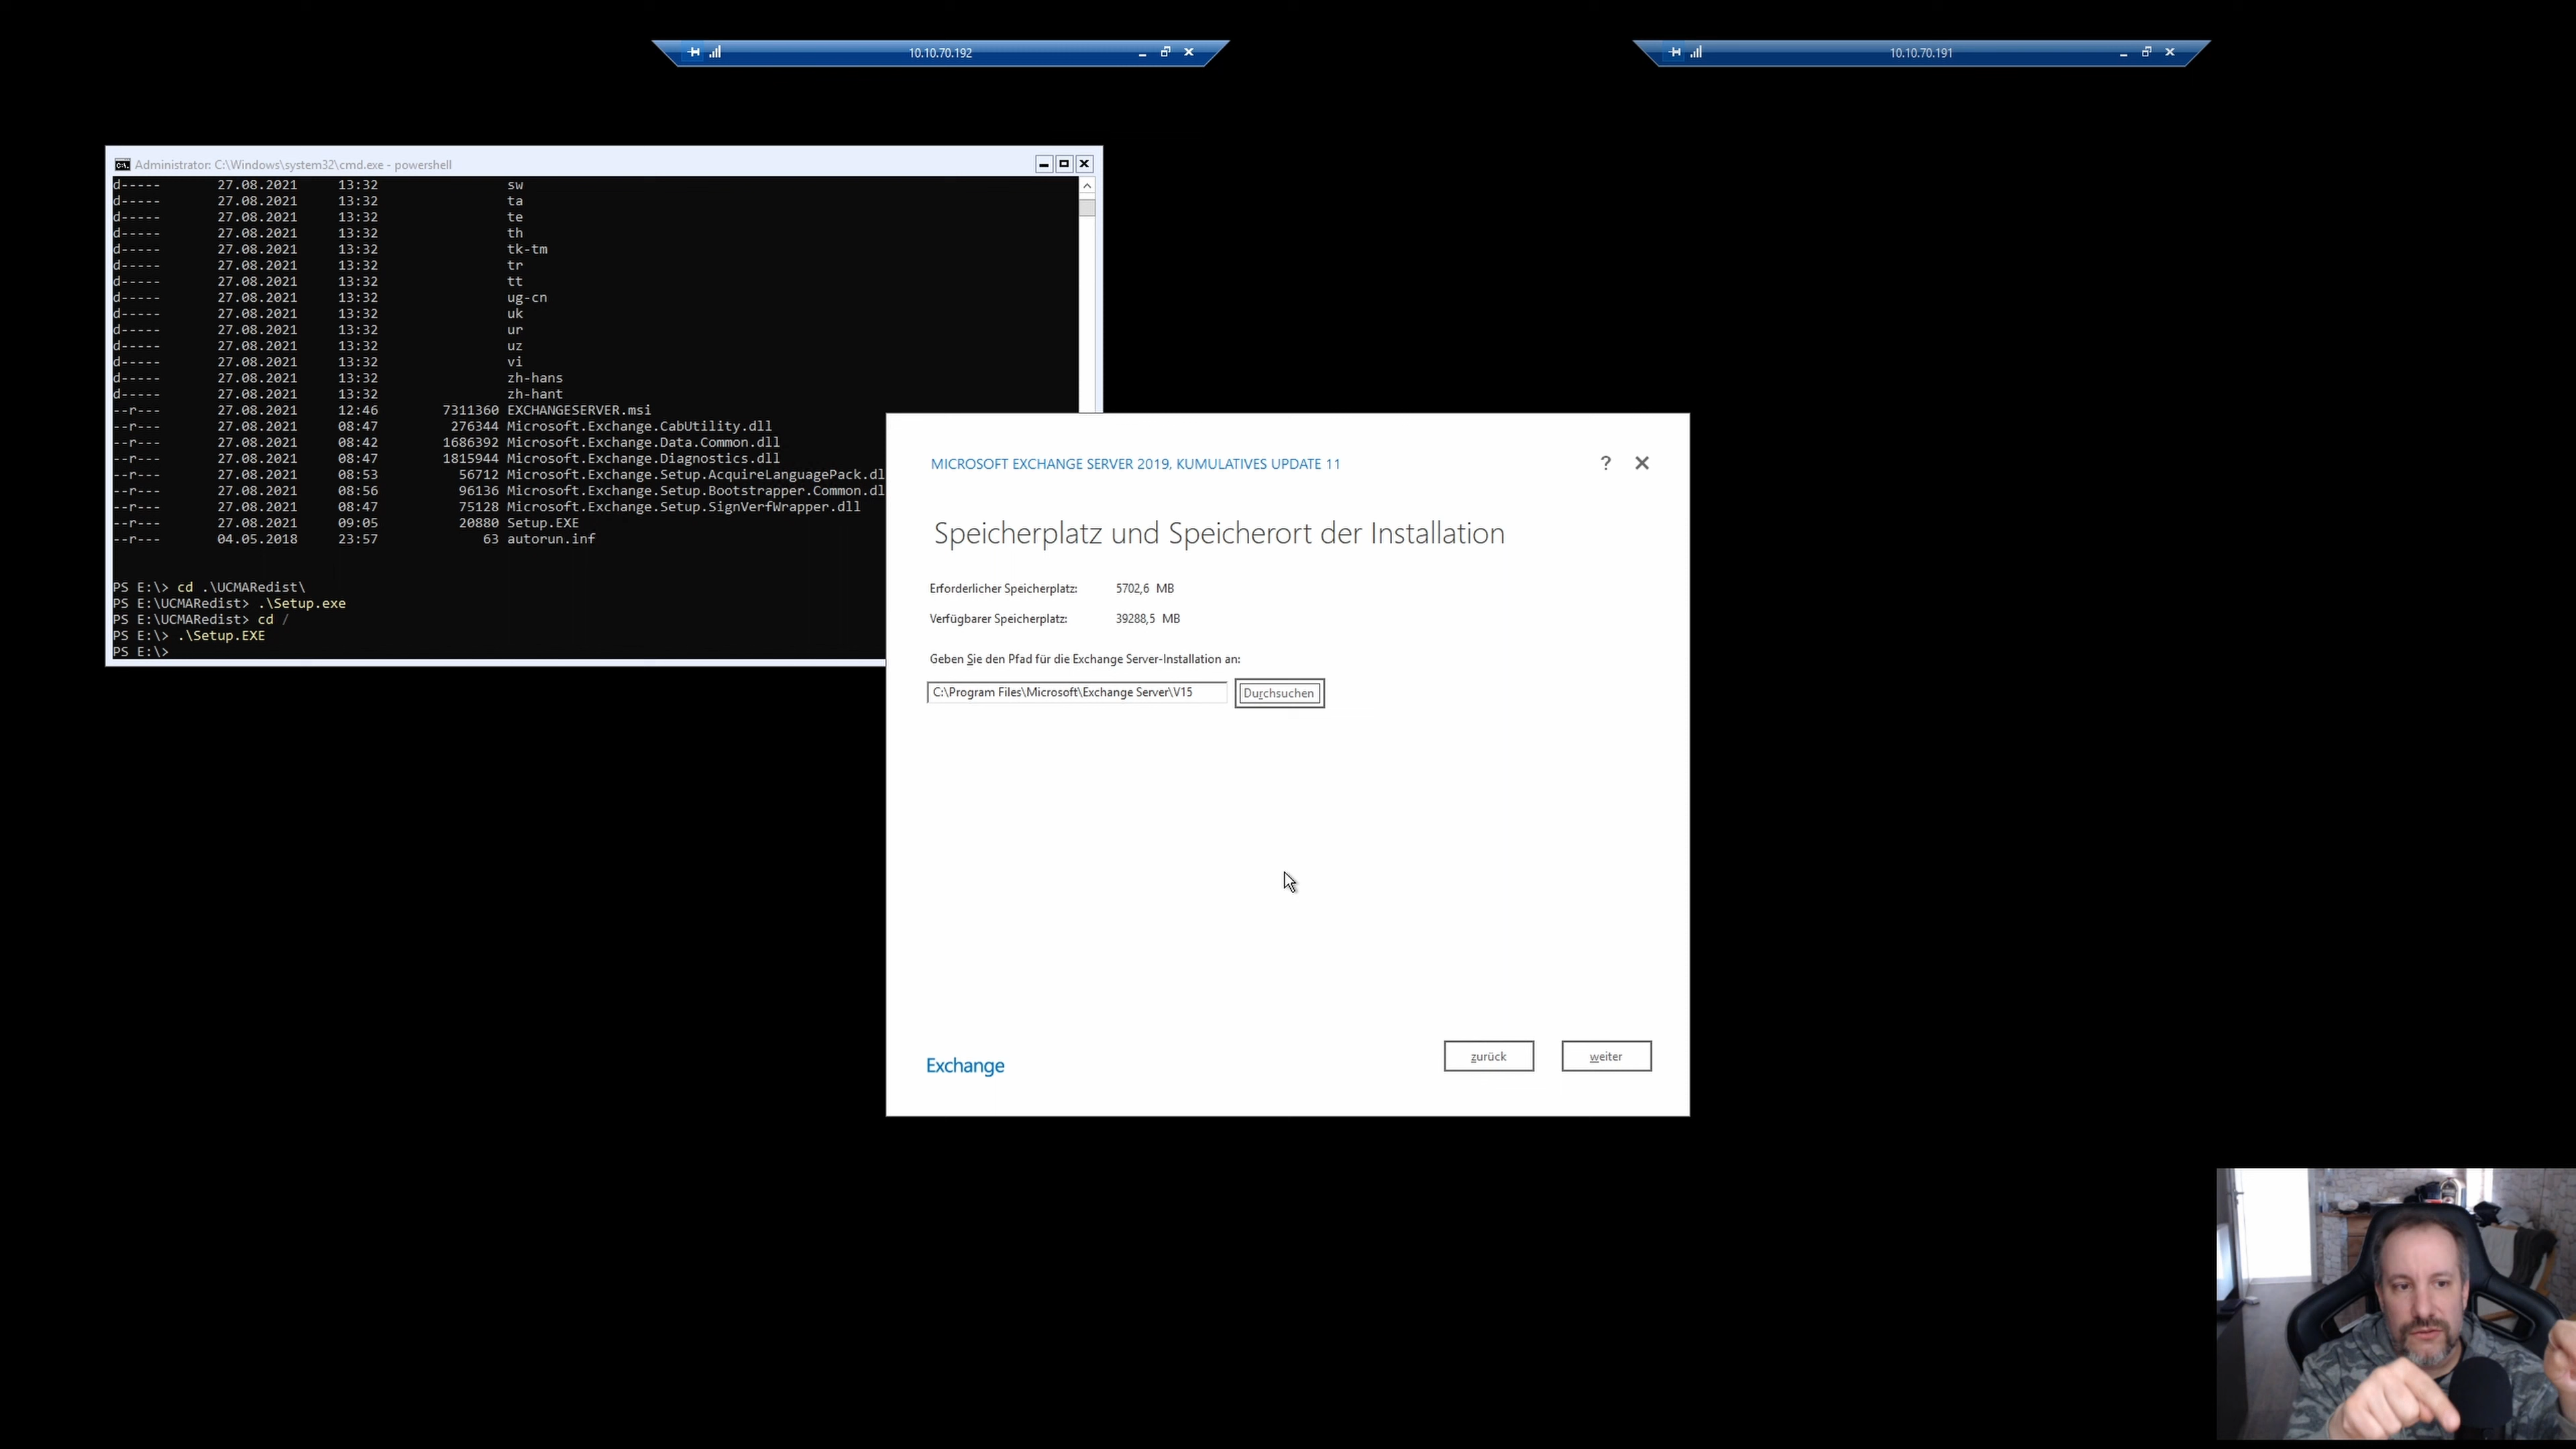 10.10.70.192
10.10.70.191
Administrator: C:\Windows\system32\cmd.exe - powershell
d----- 27.08.2021 13:32 sw
d----- 27.08.2021 13:32 ta
d----- 27.08.2021 13:32 te
d----- 27.08.2021 13:32 th
d----- 27.08.2021 13:32 tk-tm
d----- 27.08.2021 13:32 tr
d----- 27.08.2021 13:32 tt
d----- 27.08.2021 13:32 ug-cn
d----- 27.08.2021 13:32 uk
d----- 27.08.2021 13:32 ur
d----- 27.08.2021 13:32 uz
d----- 27.08.2021 13:32 vi
d----- 27.08.2021 13:32 zh-hans
d----- 27.08.2021 13:32 zh-hant
--r--- 27.08.2021 12:46 7311360 EXCHANGESERVER.msi
--r--- 27.08.2021 08:47 276344 Microsoft.Exchange.CabUtility.dll
--r--- 27.08.2021 08:42 1686392 Microsoft.Exchange.Data.Common.dll
--r--- 27.08.2021 08:47 1815944 Microsoft.Exchange.Diagnostics.dll
--r--- 27.08.2021 08:53 56712 Microsoft.Exchange.Setup.AcquireLanguagePack.dl
--r--- 27.08.2021 08:56 96136 Microsoft.Exchange.Setup.Bootstrapper.Common.dl
--r--- 27.08.2021 08:47 75128 Microsoft.Exchange.Setup.SignVerfWrapper.dll
--r--- 27.08.2021 09:05 20880 Setup.EXE
--r--- 04.05.2018 23:57 63 autorun.inf
PS E:\> cd .\UCMARedist\
PS E:\UCMARedist> .\Setup.exe
PS E:\UCMARedist> cd /
PS E:\> .\Setup.EXE
PS E:\>
MICROSOFT EXCHANGE SERVER 2019, KUMULATIVES UPDATE 11
?
Speicherplatz und Speicherort der Installation
Erforderlicher Speicherplatz: 5702,6 MB
Verfügbarer Speicherplatz: 39288,5 MB
Geben Sie den Pfad für die Exchange Server-Installation an:
C:\Program Files\Microsoft\Exchange Server\V15 Durchsuchen
Exchange
zurück
weiter